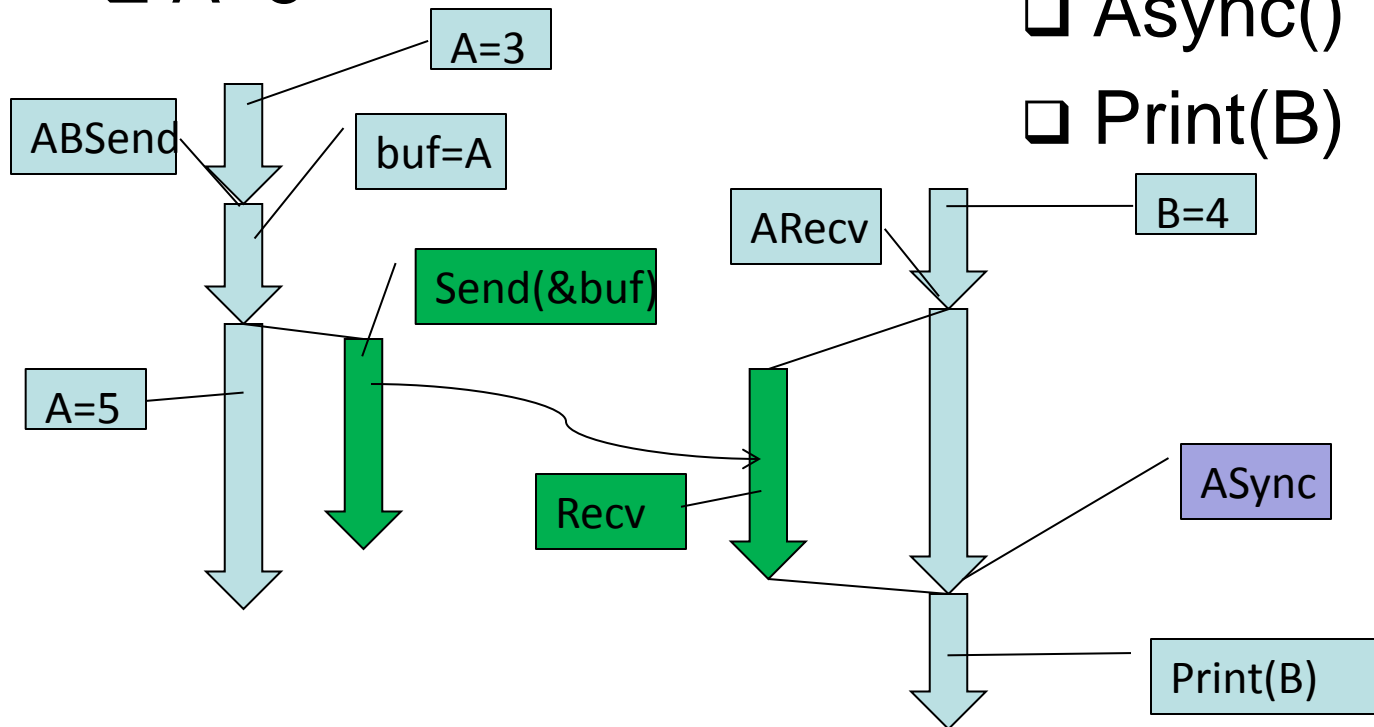 Async()
Print(B)
A=3
ABSend
buf=A
B=4
ARecv
Send(&buf)
A=5
ASync
Recv
Print(B)